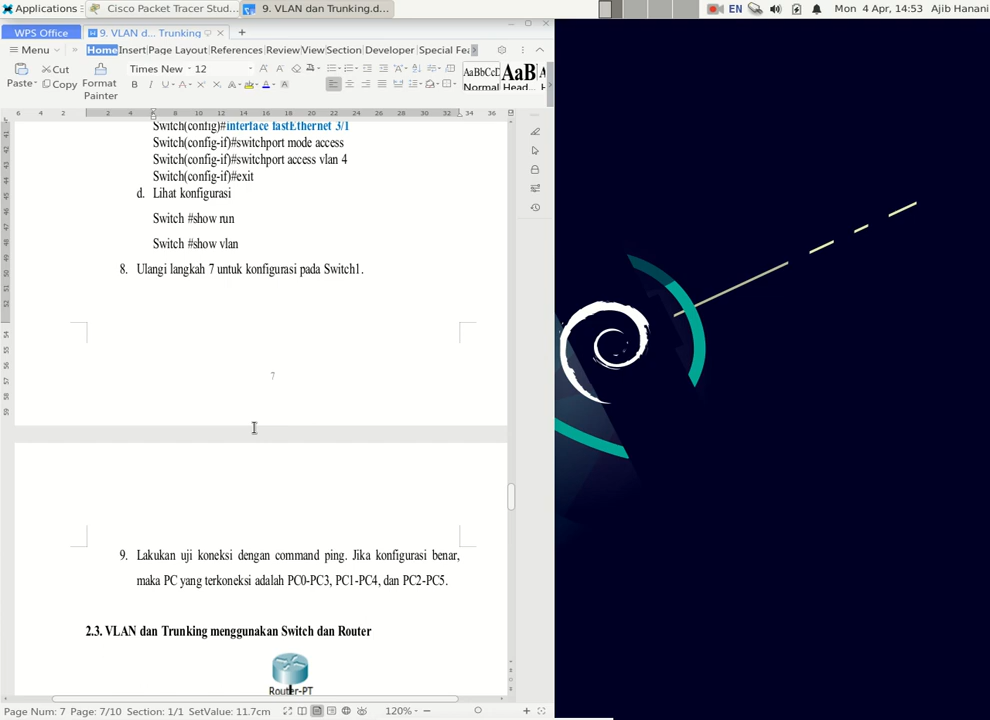 Applications
Cisco Packet Tracer Stud...
9. VLAN dan Trunking.d...
EN
Mon 4 Apr, 14:53
Ajib Hanani
WPS Office
9. VLAN d... Trunking
Menu
Home Insert Page Layout References Review View Section Developer Special Fea
Paste
Cut
Copy
Format Painter
Times New
12
AaBbCcD
Normal
AaB
Head...
Switch(config)#interface fastEthernet 3/1
Switch(config-if)#switchport mode access
Switch(config-if)#switchport access vlan 4
Switch(config-if)#exit
d. Lihat konfigurasi
Switch #show run
Switch #show vlan
8. Ulangi langkah 7 untuk konfigurasi pada Switch1.
7
9. Lakukan uji koneksi dengan command ping. Jika konfigurasi benar,
maka PC yang terkoneksi adalah PC0-PC3, PC1-PC4, dan PC2-PC5.
2.3. VLAN dan Trunking menggunakan Switch dan Router
Router-PT
Page Num: 7 Page: 7/10 Section: 1/1 SetValue: 11.7cm
120%